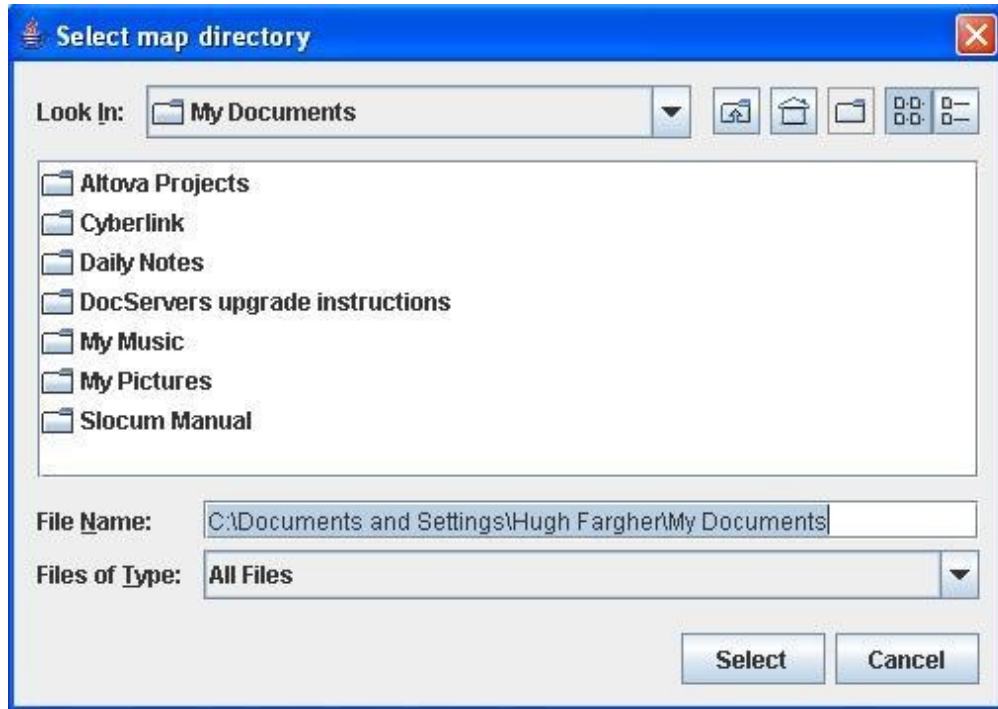 Select map directory
Look In: My Documents
Altova Projects
Cyberlink
Daily Notes
DocServers upgrade instructions
My Music
My Pictures
Slocum Manual
File Name: C:\Documents and Settings\Hugh Fargher\My Documents
Files of Type: All Files
Select Cancel